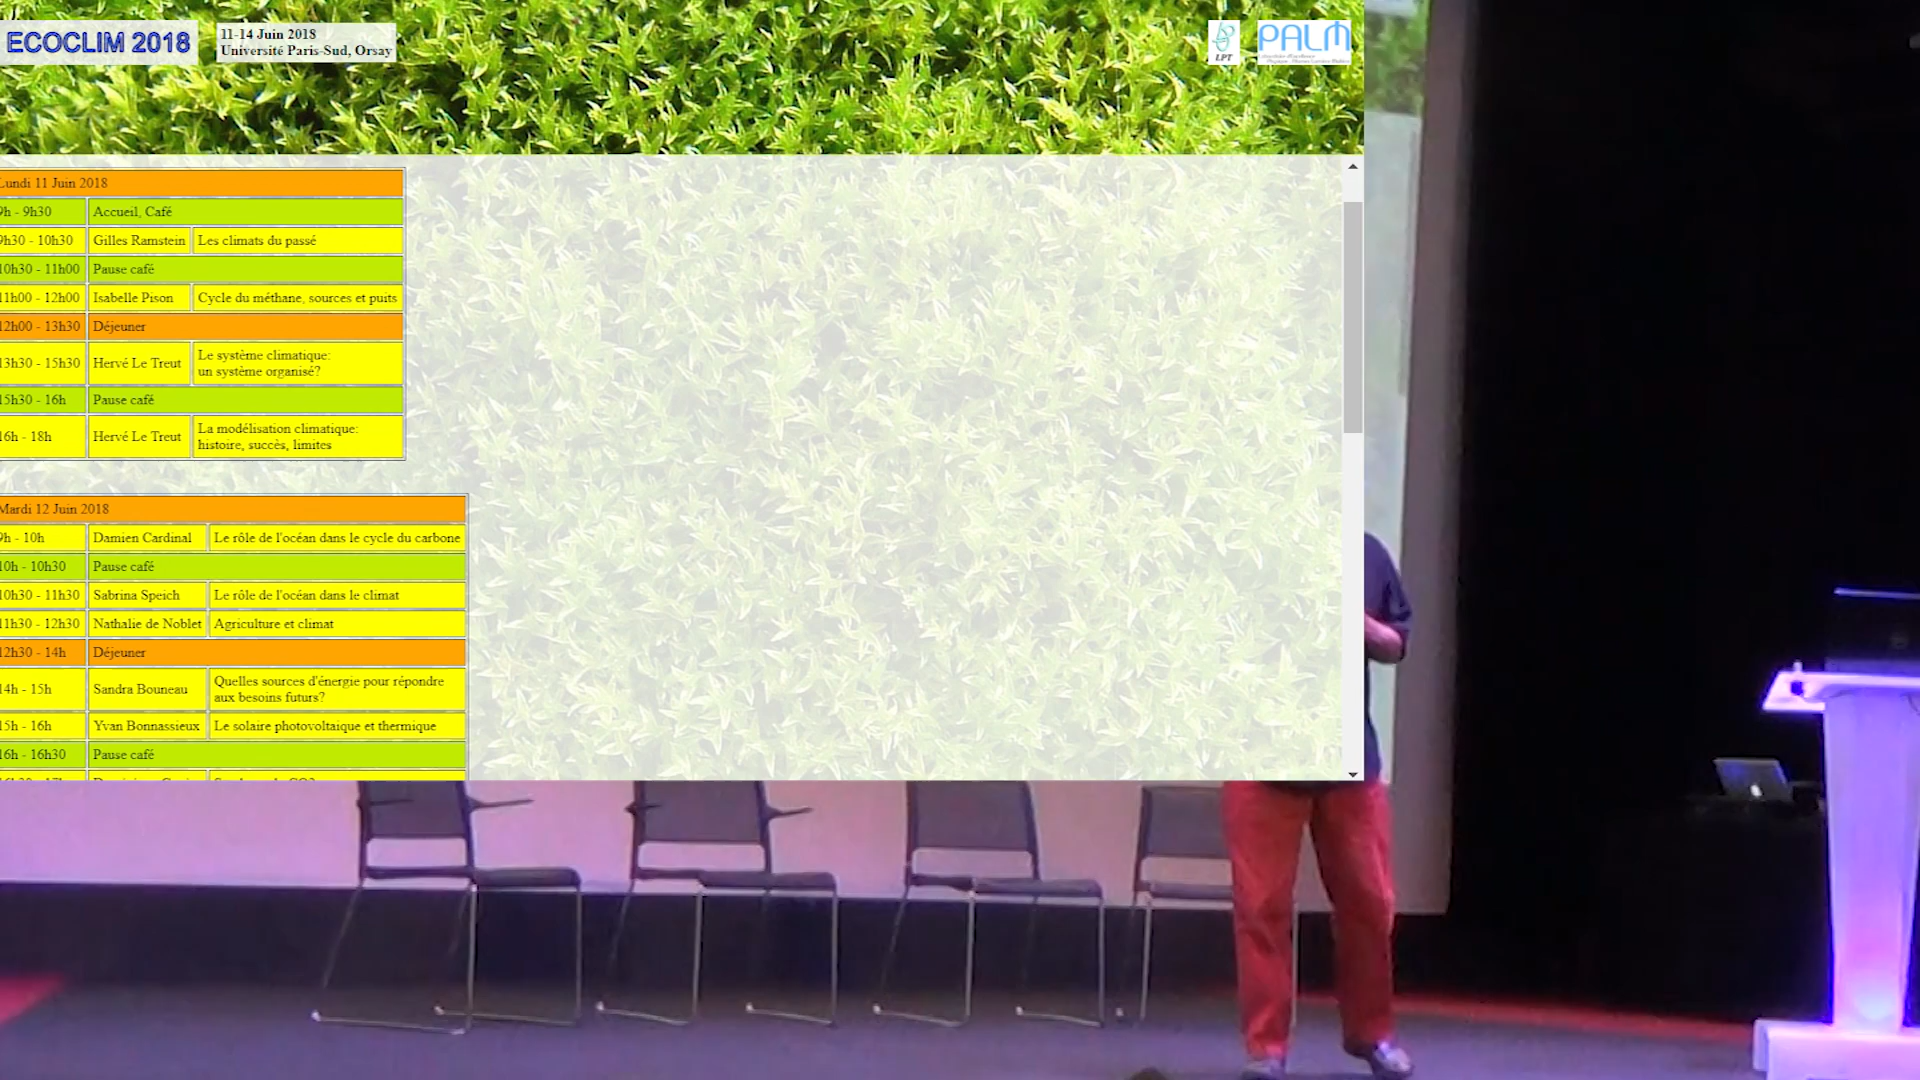 ECOCLIM 2018
11-14 Juin 2018
Université Paris-Sud, Orsay
LPT
PALM
Lundi 11 Juin 2018
9h - 9h30 Accueil, Café
9h30 - 10h30 Gilles Ramstein Les climats du passé
10h30 - 11h00 Pause café
11h00 - 12h00 Isabelle Pison Cycle du méthane, sources et puits
12h00 - 13h30 Déjeuner
13h30 - 15h30 Hervé Le Treut Le système climatique:
un système organisé?
15h30 - 16h Pause café
16h - 18h Hervé Le Treut La modélisation climatique:
histoire, succès, limites
Mardi 12 Juin 2018
9h - 10h Damien Cardinal Le rôle de l'océan dans le cycle du carbone
10h - 10h30 Pause café
10h30 - 11h30 Sabrina Speich Le rôle de l'océan dans le climat
11h30 - 12h30 Nathalie de Noblet Agriculture et climat
12h30 - 14h Déjeuner
14h - 15h Sandra Bouneau Quelles sources d'énergie pour répondre
aux besoins futurs?
15h - 16h Yvan Bonnassieux Le solaire photovoltaique et thermique
16h - 16h30 Pause café